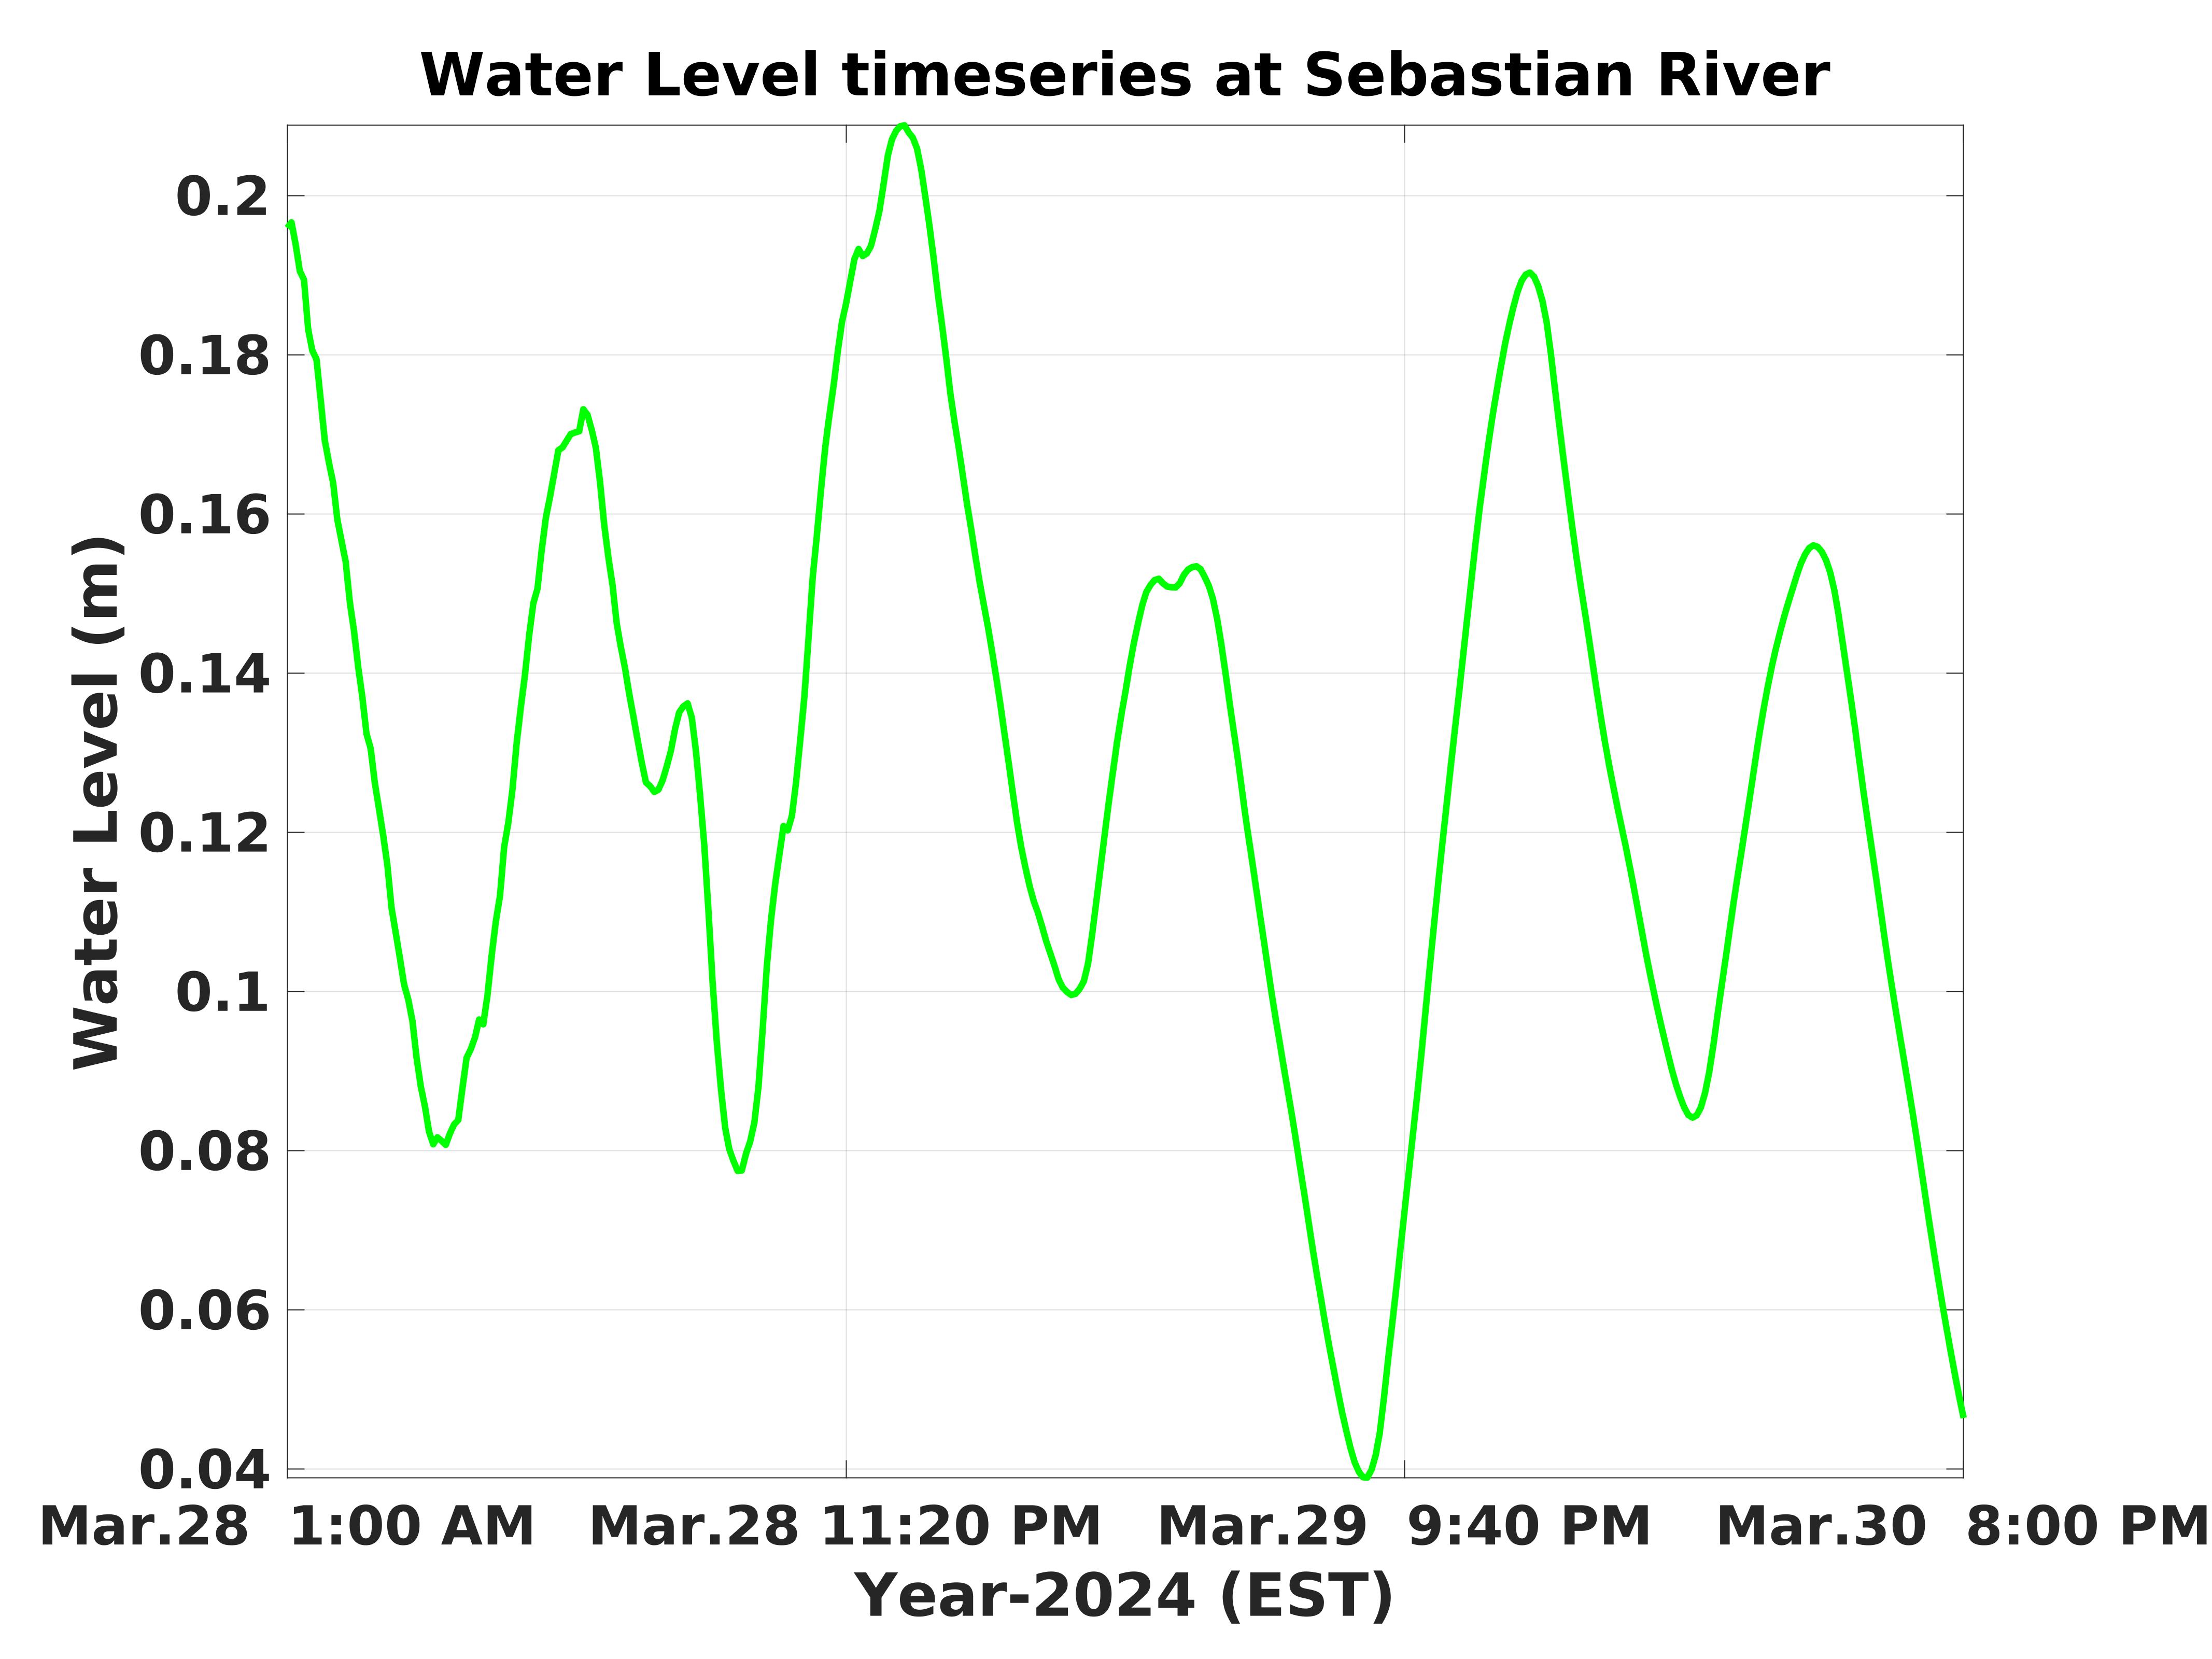 Water Level timeseries at Sebastian River
Water Level (m)
0.2
0.18
0.16
0.14
0.12
0.1
0.08
0.06
0.04
Mar.28 1:00 AM Mar.28 11:20 PM Mar.29 9:40 PM Mar.30 8:00 PM
Year-2024 (EST)